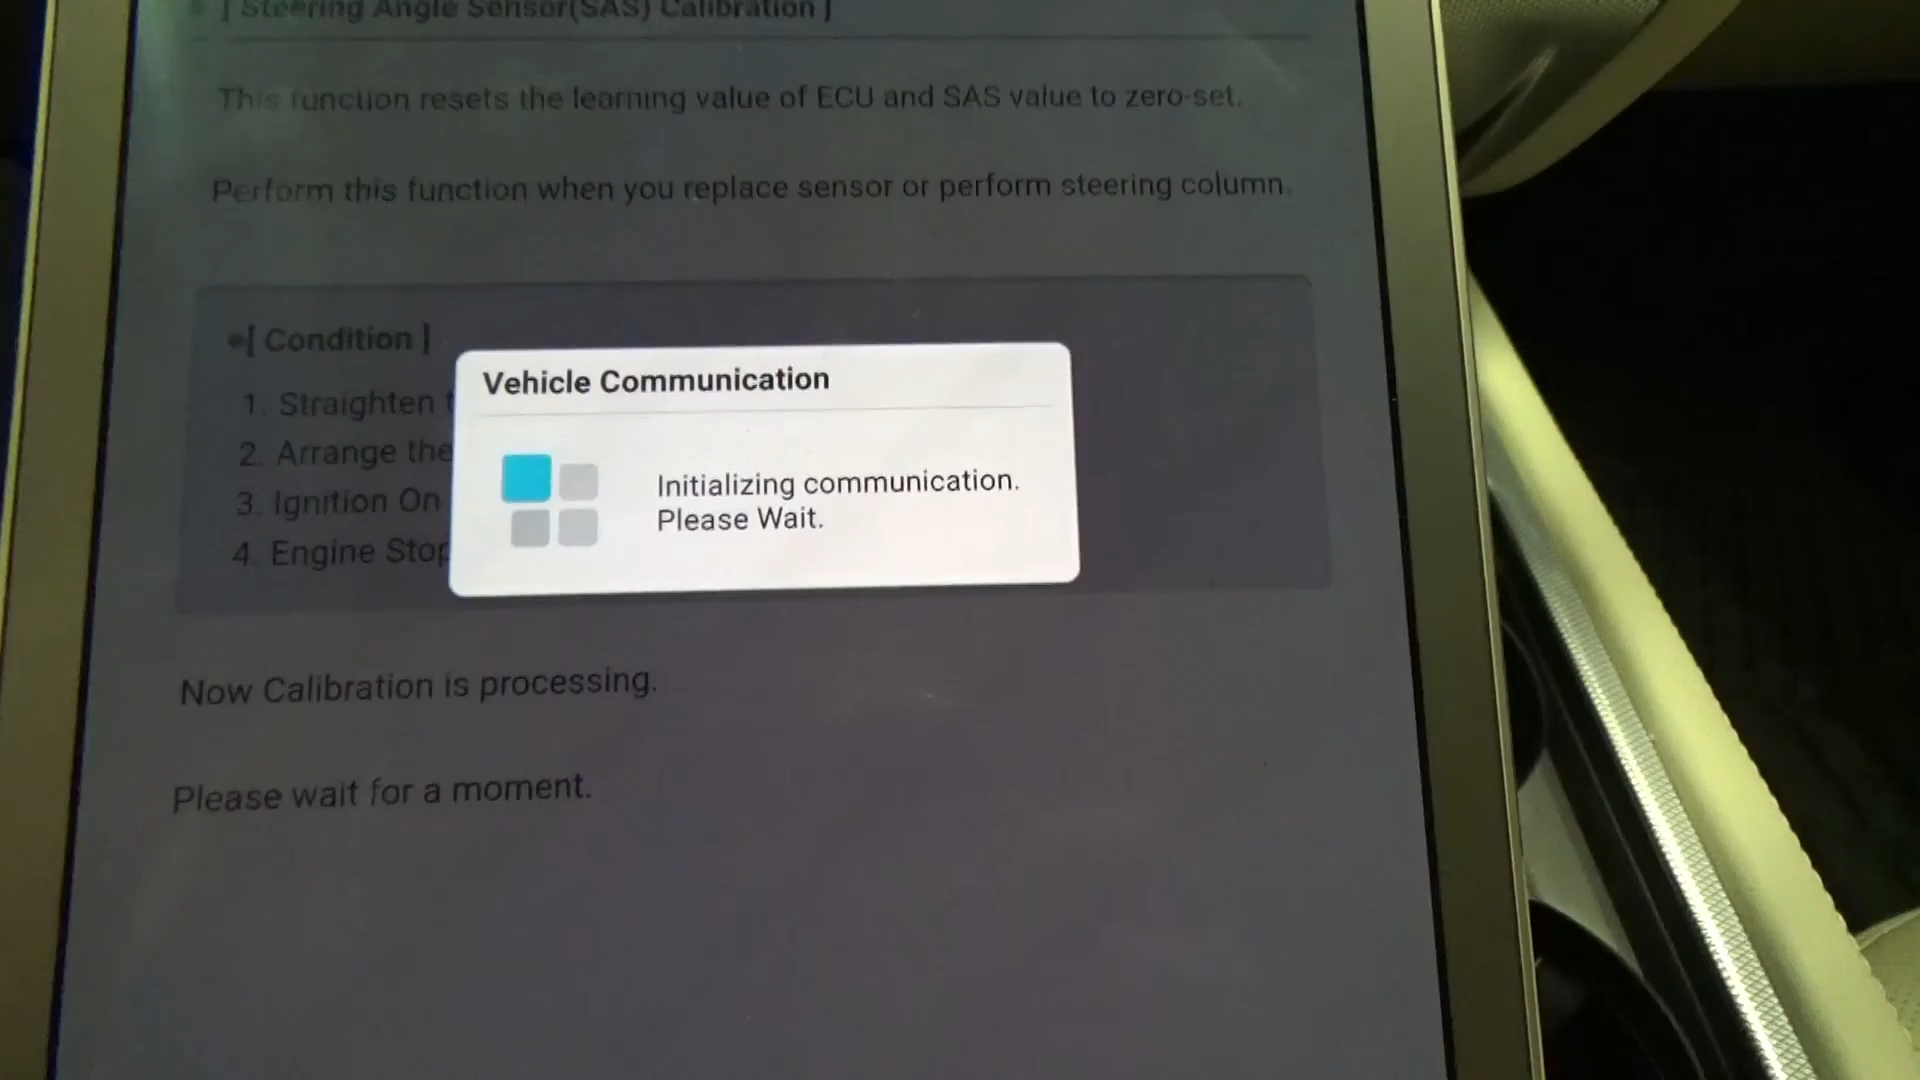 [ Steering Angle Sensor(SAS) Calibration ]
This function resets the learning value of ECU and SAS value to zero-set.
Perform this function when you replace sensor or perform steering column.
[ Condition ]
1. Straighten
2. Arrange the
3. Ignition On
4. Engine Stop
Vehicle Communication
Initializing communication.
Please Wait.
Now Calibration is processing.
Please wait for a moment.